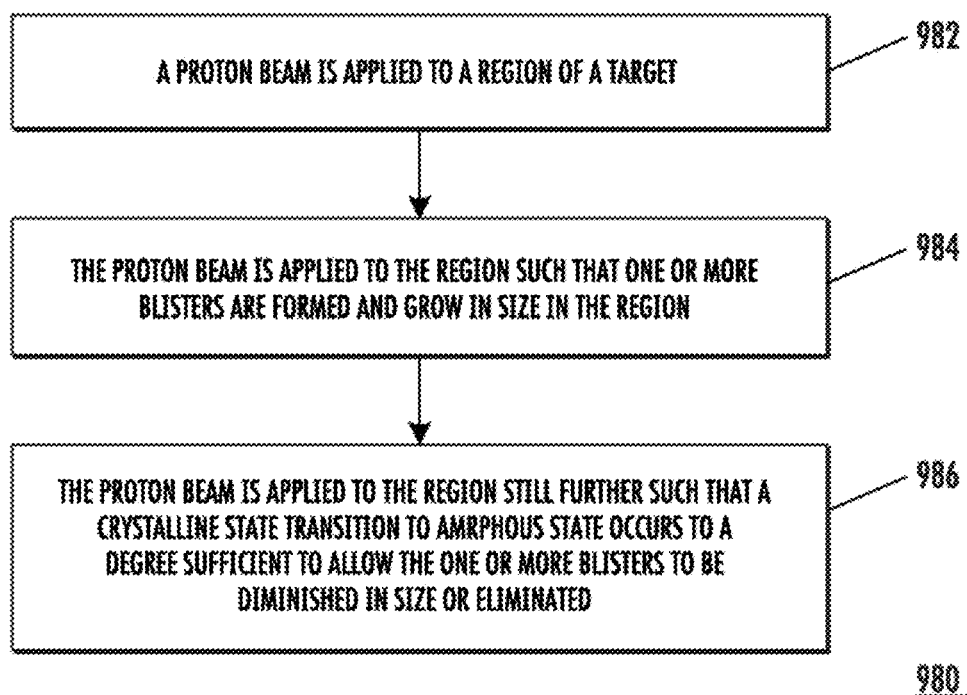 A PROTON BEAM IS APPLIED TO A REGION OF A TARGET
982
THE PROTON BEAM IS APPLIED TO THE REGION SUCH THAT ONE OR MORE
BLISTERS ARE FORMED AND GROW IN SIZE IN THE REGION
984
THE PROTON BEAM IS APPLIED TO THE REGION STILL FURTHER SUCH THAT A
CRYSTALLINE STATE TRANSITION TO AMRPHOUS STATE OCCURS TO A
DEGREE SUFFICIENT TO ALLOW THE ONE OR MORE BLISTERS TO BE
DIMINISHED IN SIZE OR ELIMINATED
986
980